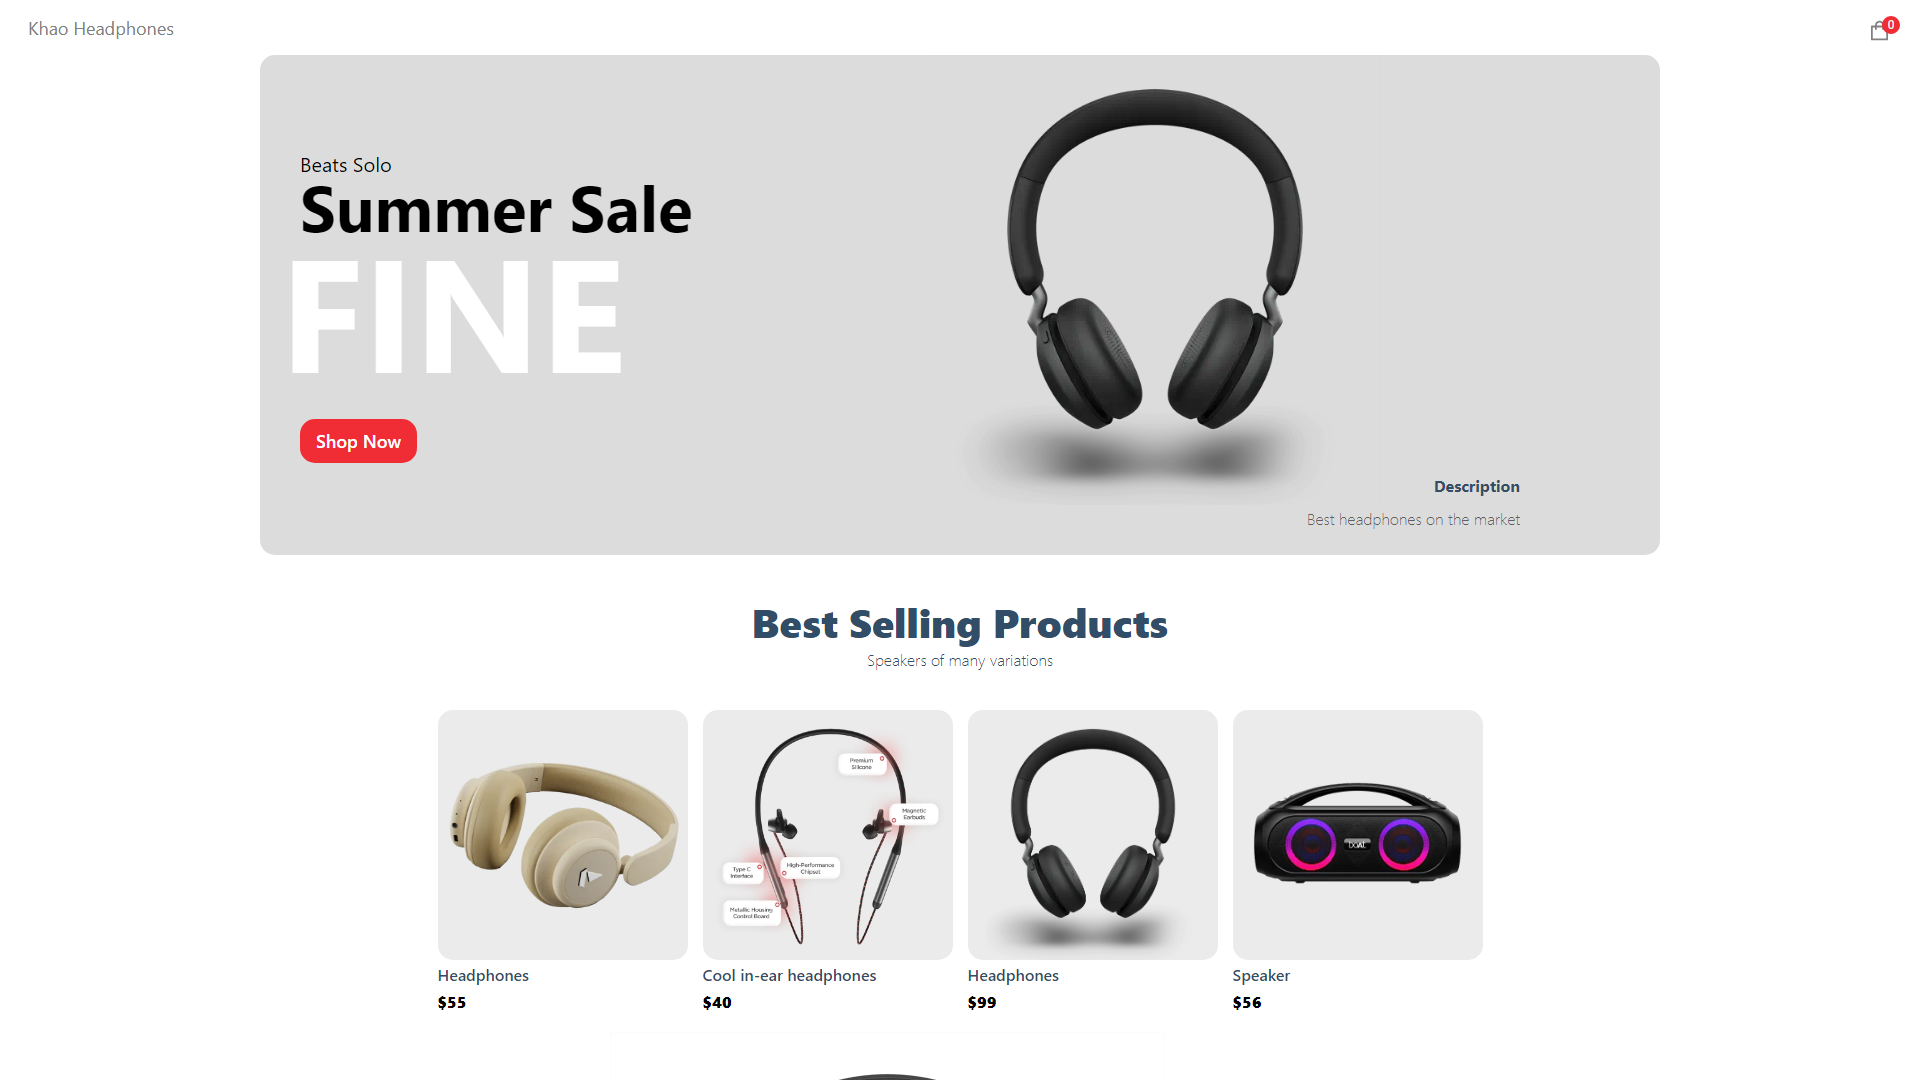 Khao Headphones
0
Beats Solo
Summer Sale
FINE
Shop Now
Description
Best headphones on the market
Best Selling Products
Speakers of many variations
Premium
Silicone
Magnetic
Earbuds
Type C
Interface
High-Performance
Chipset
Metallic Housing
Control Board
Headphones
$55
Cool in-ear headphones
$40
Headphones
$99
Speaker
$56